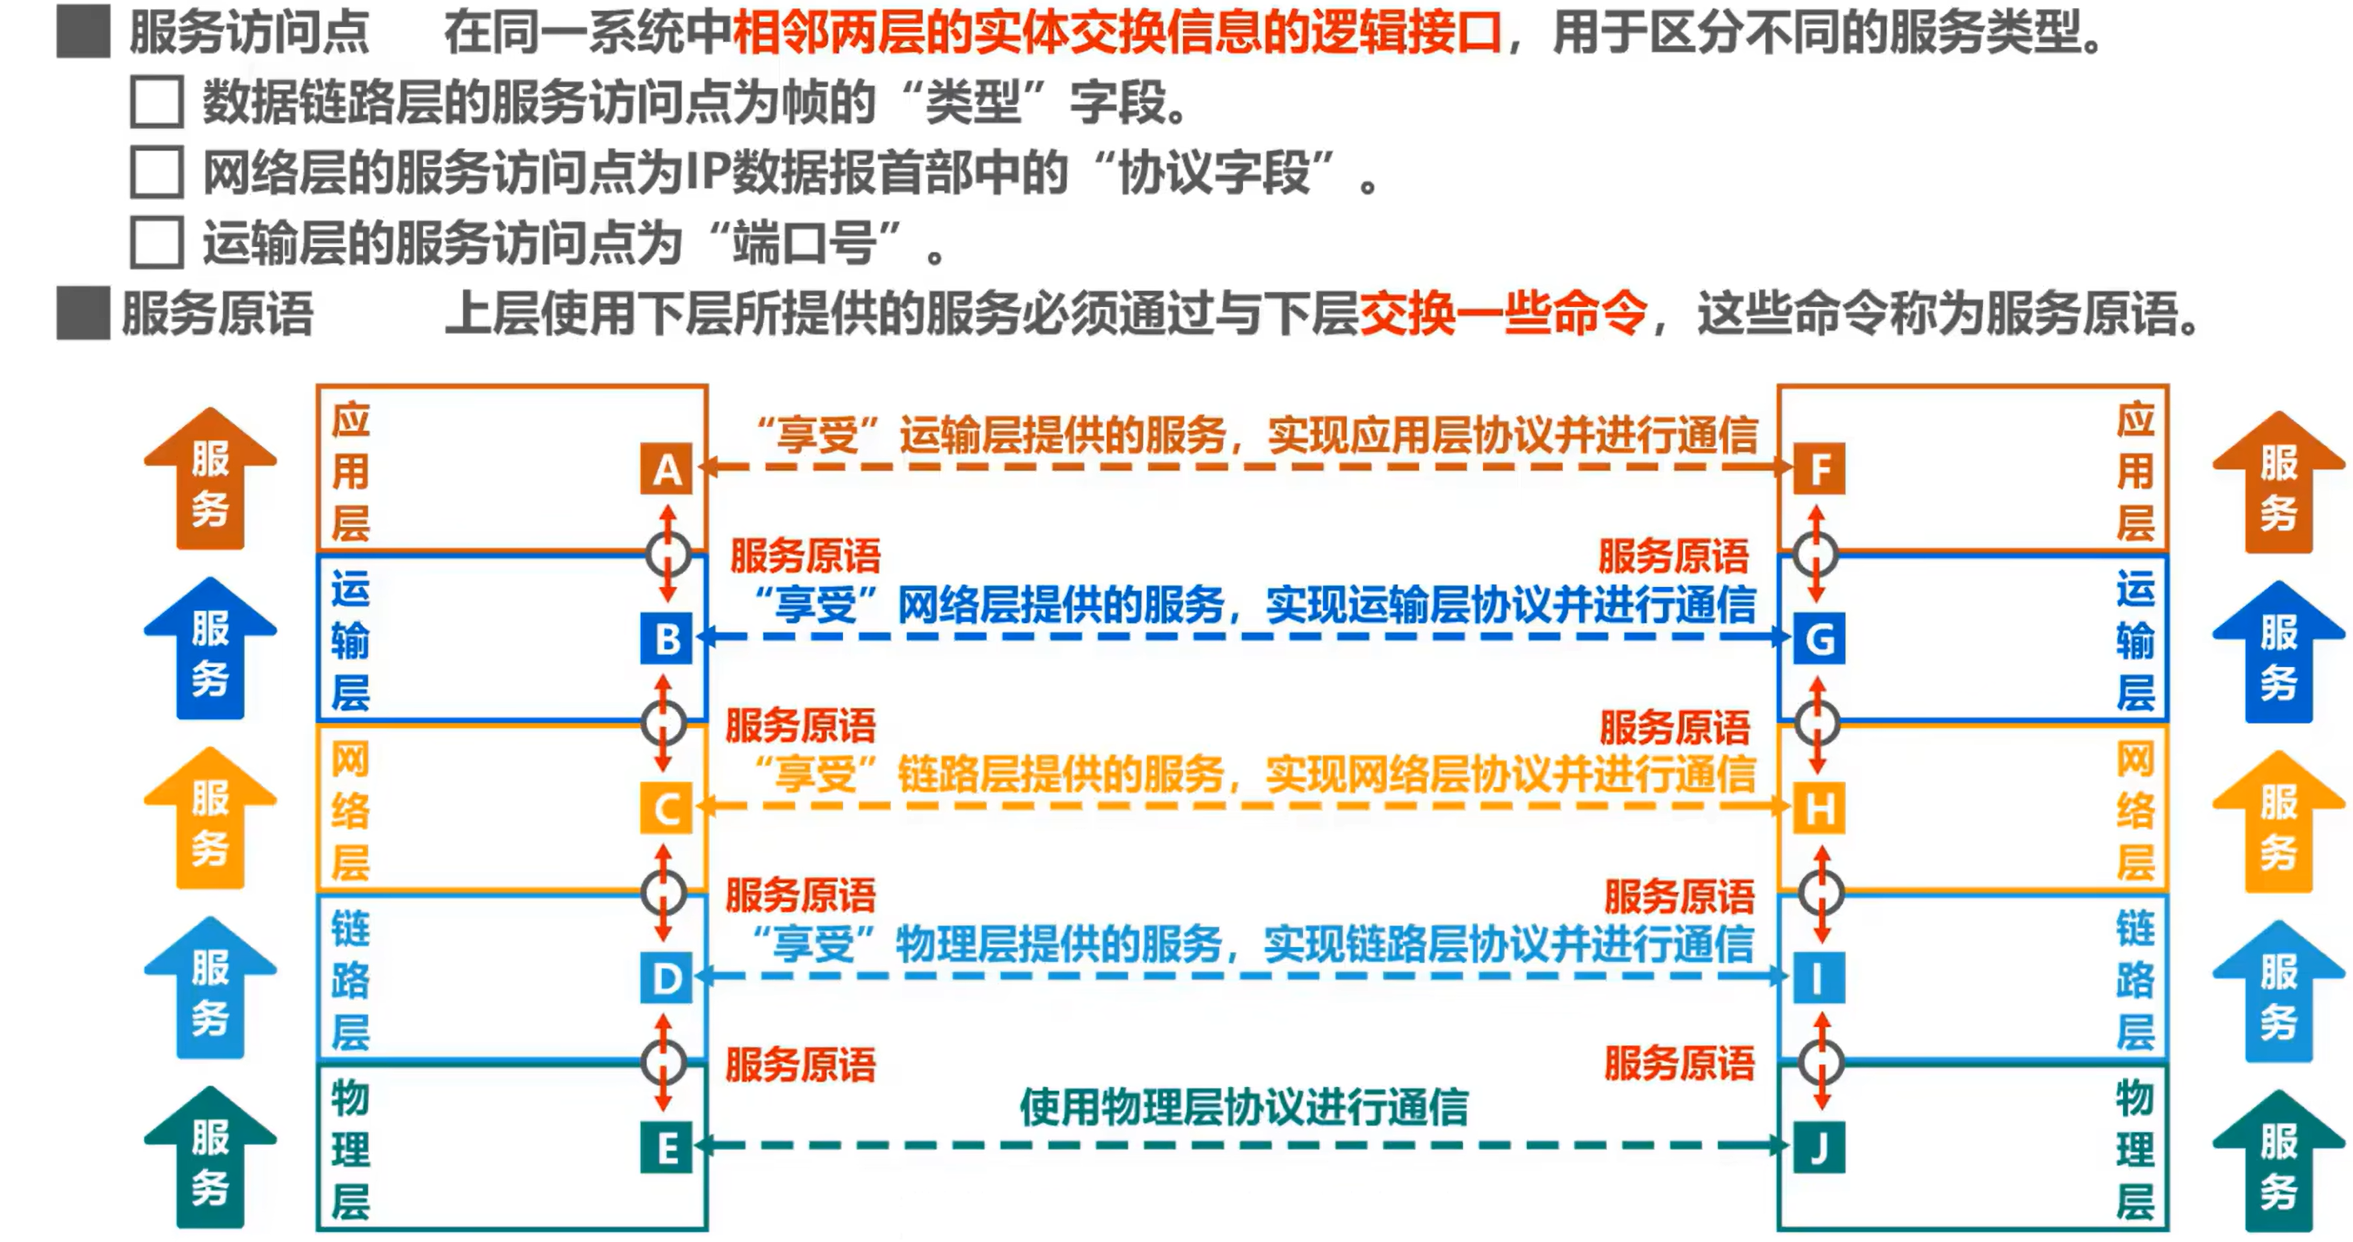 服务访问点 在同一系统中相邻两层的实体交换信息的逻辑接口，用于区分不同的服务类型。
数据链路层的服务访问点为帧的“类型”字段。
网络层的服务访问点为IP数据报首部中的“协议字段”。
运输层的服务访问点为“端口号”。
服务原语 上层使用下层所提供的服务必须通过与下层交换一些命令，这些命令称为服务原语。
服务
应用层
A
“享受”运输层提供的服务，实现应用层协议并进行通信
F
应用层
服务
服务原语
服务原语
服务
运输层
B
“享受”网络层提供的服务，实现运输层协议并进行通信
G
运输层
服务
服务原语
服务原语
服务
网络层
C
“享受”链路层提供的服务，实现网络层协议并进行通信
H
网络层
服务
服务原语
服务原语
服务
链路层
D
“享受”物理层提供的服务，实现链路层协议并进行通信
I
链路层
服务
服务原语
服务原语
服务
物理层
E
使用物理层协议进行通信
J
物理层
服务